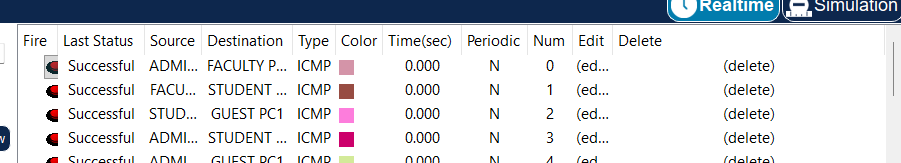 Realtime Simulation
Fire Last Status Source Destination Type Color Time(sec) Periodic Num Edit Delete
Successful ADMI... FACULTY P... ICMP 0.000 N 0 (ed... (delete)
Successful FACU... STUDENT ... ICMP 0.000 N 1 (ed... (delete)
Successful STUD... GUEST PC1 ICMP 0.000 N 2 (ed... (delete)
Successful ADMI... STUDENT ... ICMP 0.000 N 3 (ed... (delete)
Successful ADMI... GUEST PC1 ICMP 0.000 N 4 (ed... (delete)